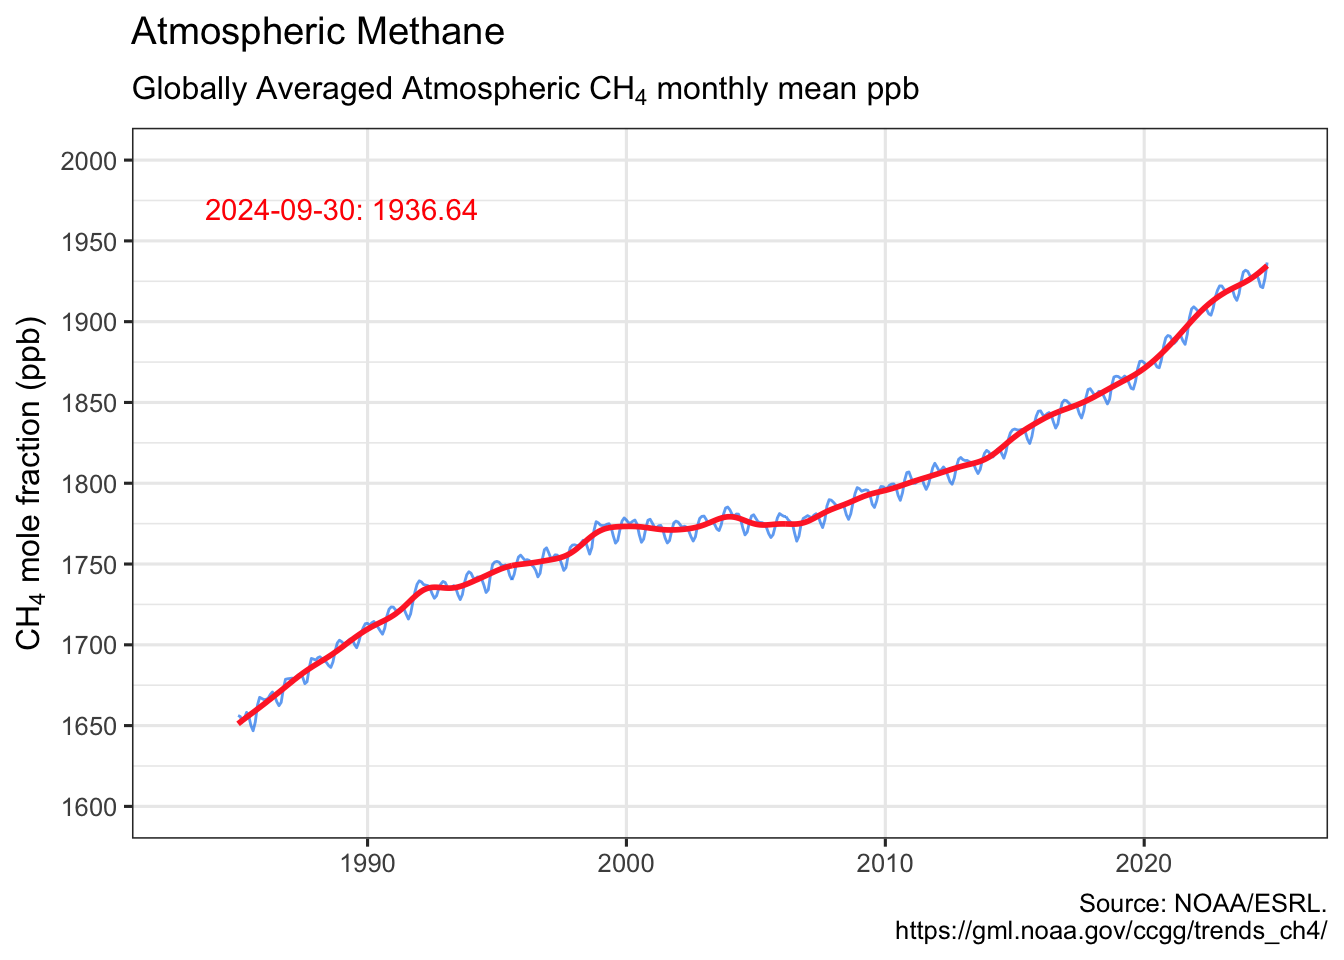 Atmospheric Methane
Globally Averaged Atmospheric CH₄ monthly mean ppb
2024-09-30: 1936.64
CH₄ mole fraction (ppb)
2000
1950
1900
1850
1800
1750
1700
1650
1600
1990 2000 2010 2020
Source: NOAA/ESRL.
https://gml.noaa.gov/ccgg/trends_ch4/